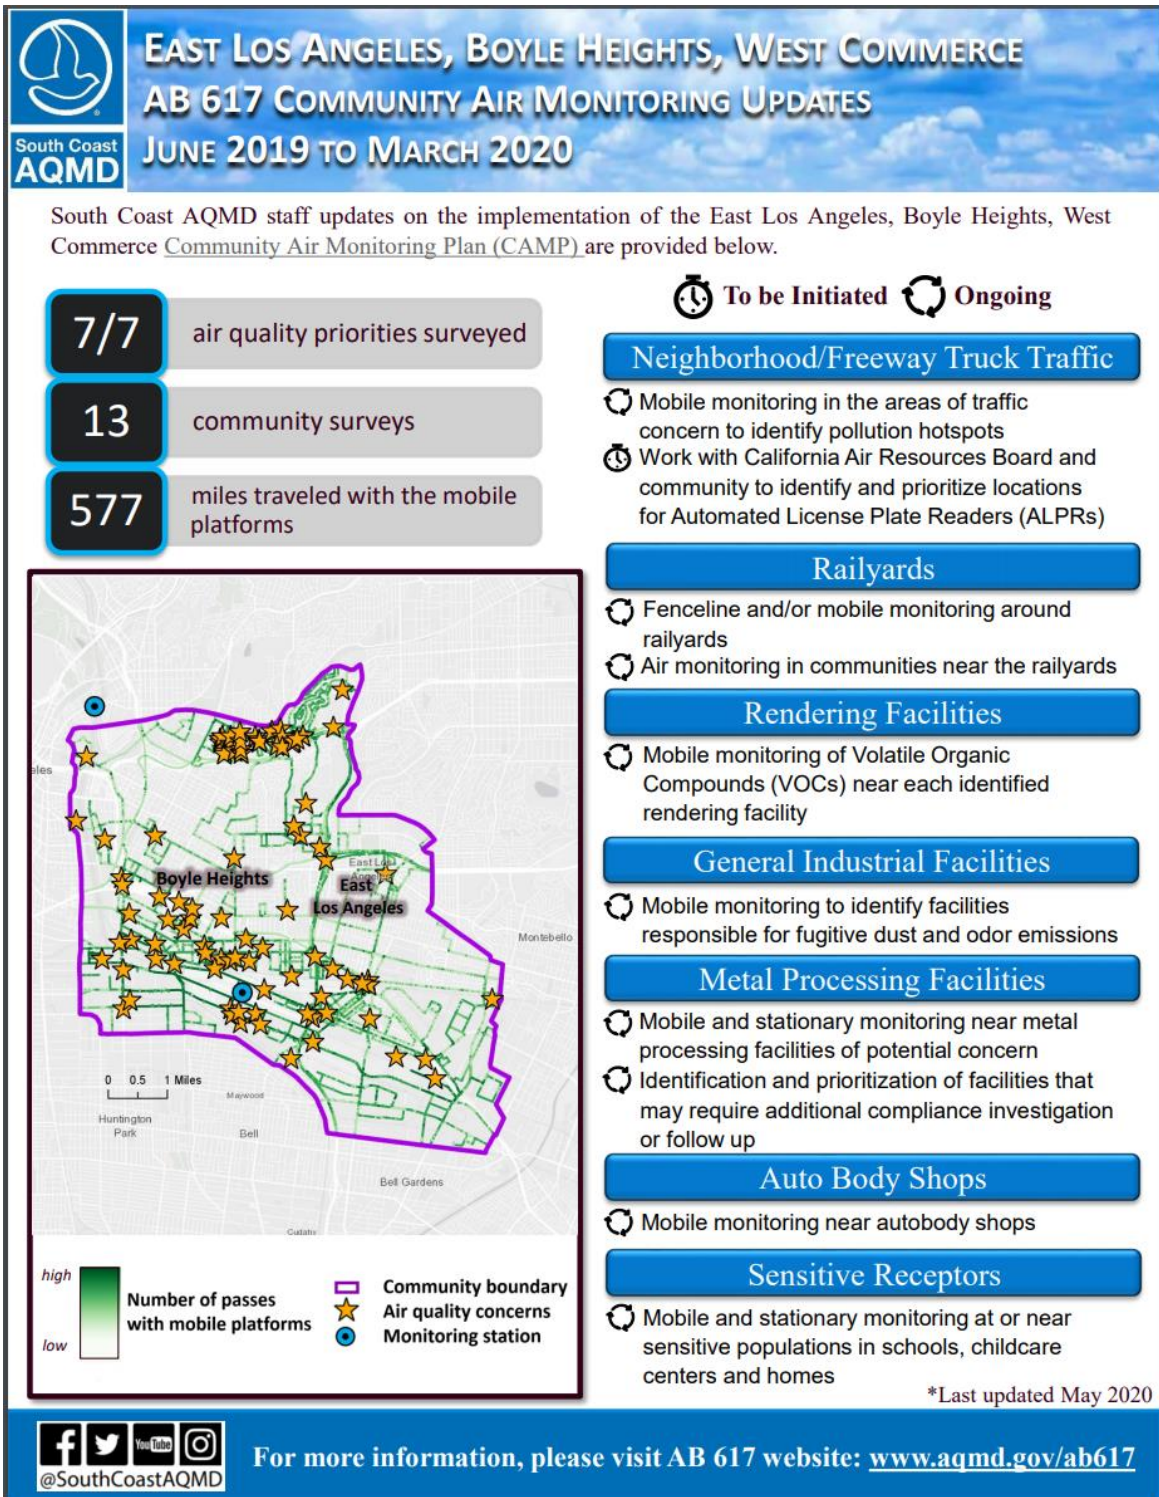 EAST LOS ANGELES, BOYLE HEIGHTS, WEST COMMERCE
AB 617 COMMUNITY AIR MONITORING UPDATES
JUNE 2019 TO MARCH 2020
South Coast
AQMD
South Coast AQMD staff updates on the implementation of the East Los Angeles, Boyle Heights, West
Commerce Community Air Monitoring Plan (CAMP) are provided below.
7/7
air quality priorities surveyed
13
community surveys
577
miles traveled with the mobile
platforms
eles
Boyle Heights
East Los
Angeles
East
Los Angeles
Montebello
0 0.5 1 Miles
Maywood
Huntington
Park
Bell
Bell Gardens
Cudahy
high
low
Number of passes
with mobile platforms
Community boundary
Air quality concerns
Monitoring station
To be Initiated Ongoing
Neighborhood/Freeway Truck Traffic
Mobile monitoring in the areas of traffic
concern to identify pollution hotspots
Work with California Air Resources Board and
community to identify and prioritize locations
for Automated License Plate Readers (ALPRs)
Railyards
Fenceline and/or mobile monitoring around
railyards
Air monitoring in communities near the railyards
Rendering Facilities
Mobile monitoring of Volatile Organic
Compounds (VOCs) near each identified
rendering facility
General Industrial Facilities
Mobile monitoring to identify facilities
responsible for fugitive dust and odor emissions
Metal Processing Facilities
Mobile and stationary monitoring near metal
processing facilities of potential concern
Identification and prioritization of facilities that
may require additional compliance investigation
or follow up
Auto Body Shops
Mobile monitoring near autobody shops
Sensitive Receptors
Mobile and stationary monitoring at or near
sensitive populations in schools, childcare
centers and homes
*Last updated May 2020
YouTube
@SouthCoastAQMD
For more information, please visit AB 617 website: www.aqmd.gov/ab617